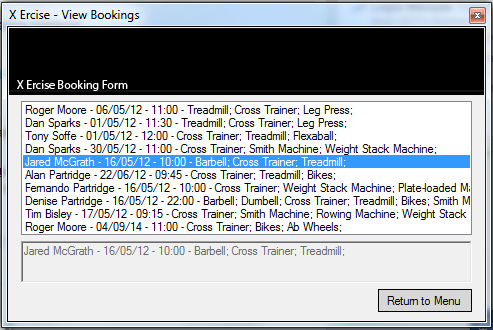 X Ercise - View Bookings
X Ercise Booking Form
Roger Moore - 06/05/12 - 11:00 - Treadmill; Cross Trainer; Leg Press;
Dan Sparks - 01/05/12 - 11:30 - Treadmill; Cross Trainer; Leg Press;
Tony Soffe - 01/05/12 - 12:00 - Cross Trainer; Treadmill; Flexaball;
Dan Sparks - 30/05/12 - 11:00 - Cross Trainer; Smith Machine; Weight Stack Machine;
Jared McGrath - 16/05/12 - 10:00 - Barbell; Cross Trainer; Treadmill;
Alan Partridge - 22/06/12 - 09:45 - Cross Trainer; Treadmill; Bikes;
Fernando Partridge - 16/05/12 - 10:00 - Cross Trainer; Weight Stack Machine; Plate-loaded Ma
Denise Partridge - 16/05/12 - 22:00 - Barbell; Dumbell; Cross Trainer; Treadmill; Bikes; Smith M
Tim Bisley - 17/05/12 - 09:15 - Cross Trainer; Smith Machine; Rowing Machine; Weight Stack
Roger Moore - 04/09/14 - 11:00 - Cross Trainer; Bikes; Ab Wheels;
Jared McGrath - 16/05/12 - 10:00 - Barbell; Cross Trainer; Treadmill;
Return to Menu